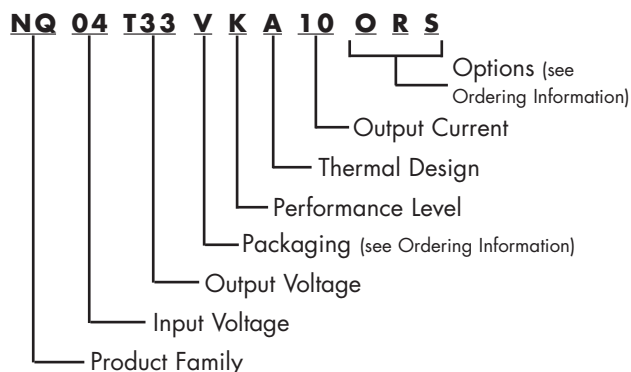 NQ 04 T33 V K A 10 O R S
Options (see
Ordering Information)
Output Current
Thermal Design
Performance Level
Packaging (see Ordering Information)
Output Voltage
Input Voltage
Product Family